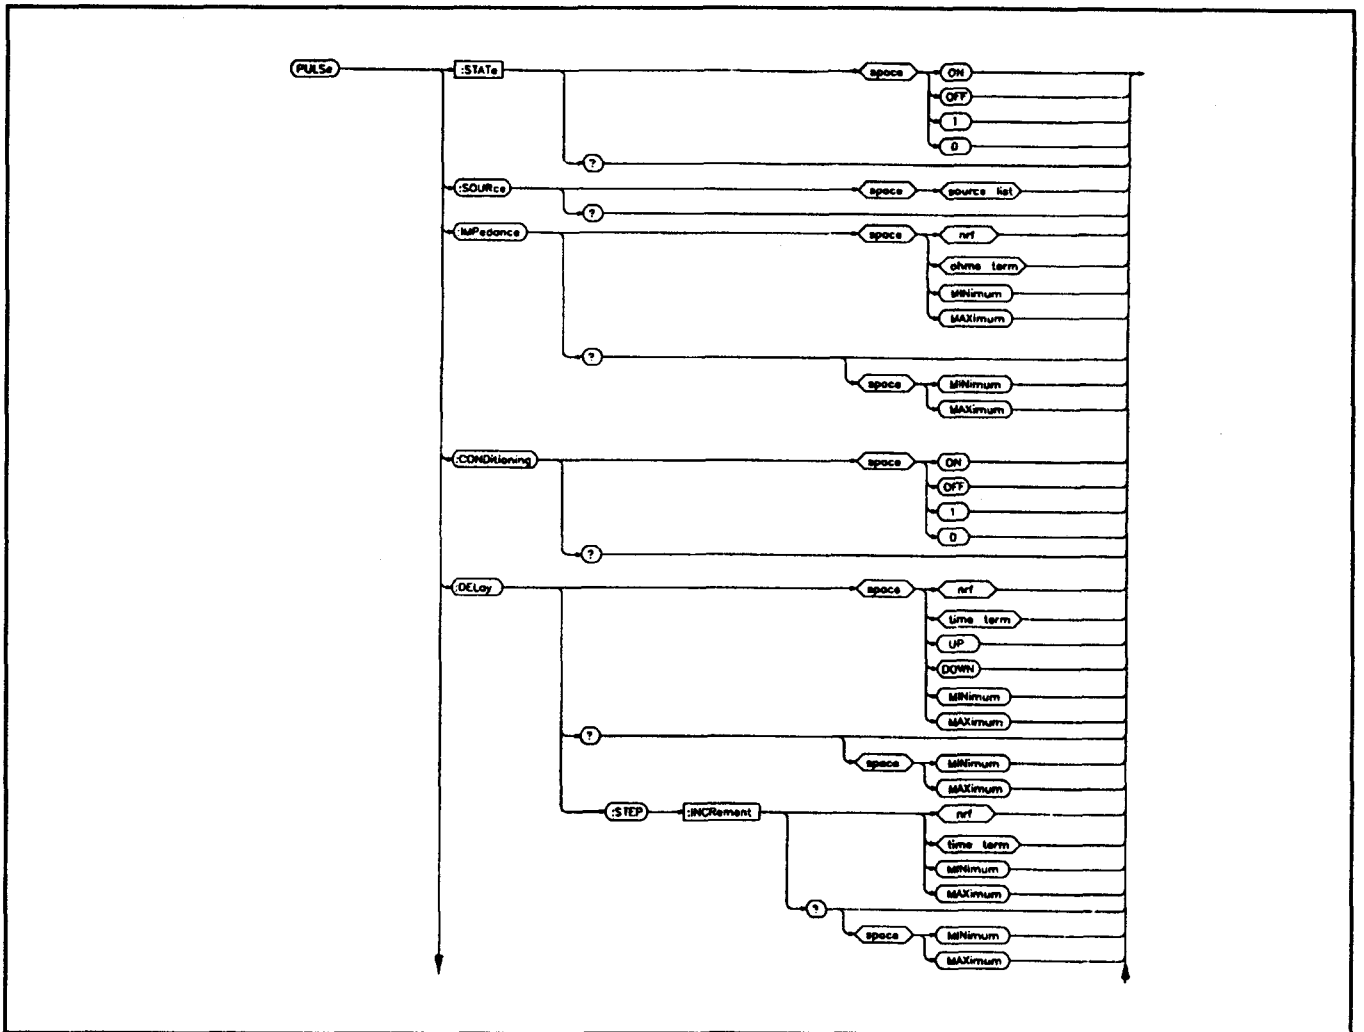 PULSe :STATe space ON
OFF
1
0
?
:SOURce space source list
?
:IMPedance space nrf
ohms term
MINimum
MAXimum
?
space MINimum
MAXimum
:CONDitioning space ON
OFF
1
0
?
:DELay space nrf
time term
UP
DOWN
MINimum
MAXimum
?
space MINimum
MAXimum
:STEP :INCRement nrf
time term
MINimum
MAXimum
?
space MINimum
MAXimum